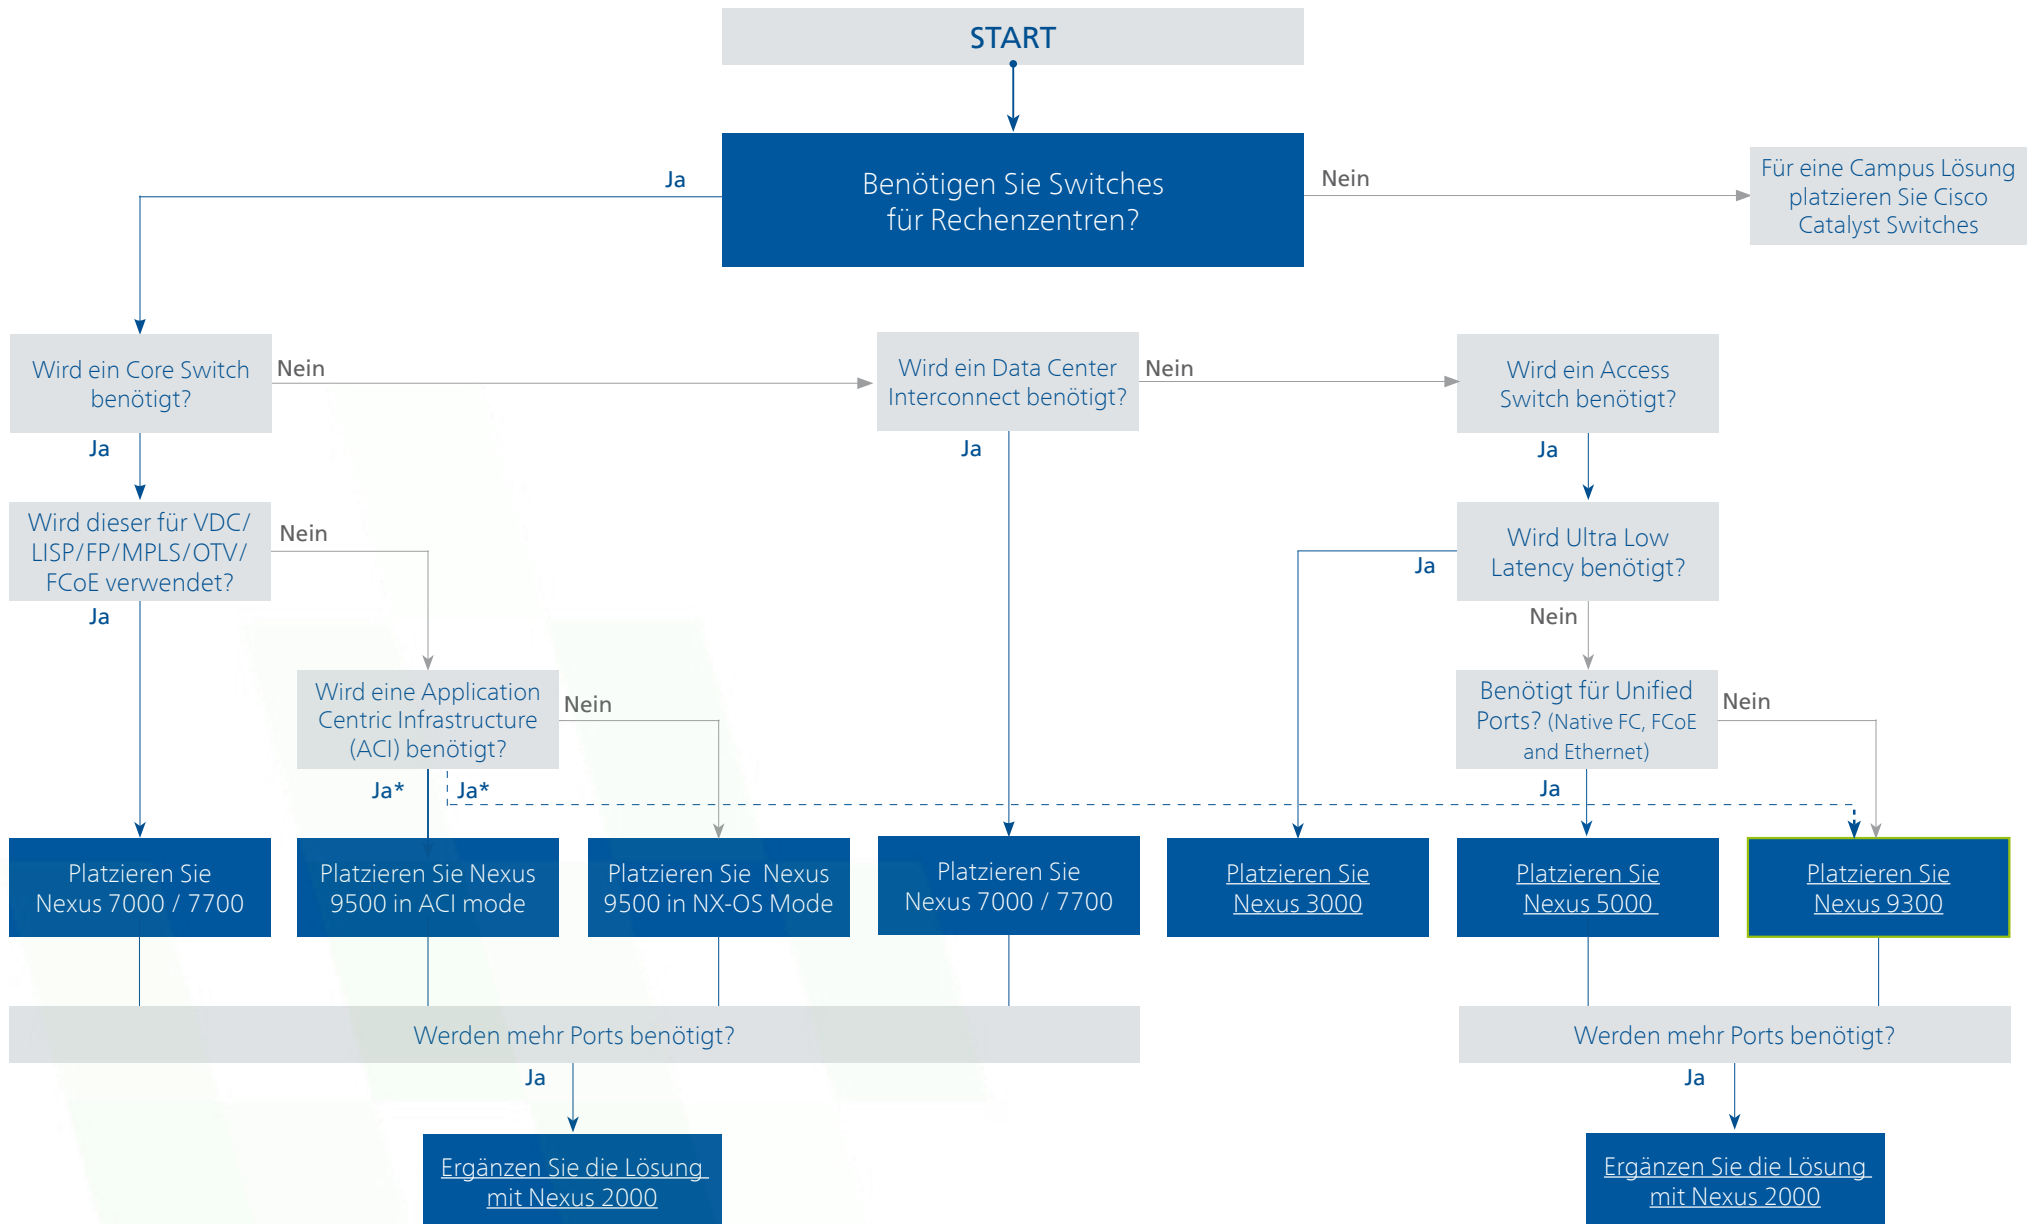 START
Benötigen Sie Switches
für Rechenzentren?
Ja
Nein
Für eine Campus Lösung
platzieren Sie Cisco
Catalyst Switches
Wird ein Core Switch
benötigt?
Nein
Wird ein Data Center
Interconnect benötigt?
Nein
Wird ein Access
Switch benötigt?
Ja
Ja
Ja
Wird dieser für VDC/
LISP/FP/MPLS/OTV/
FCoE verwendet?
Nein
Wird Ultra Low
Latency benötigt?
Ja
Ja
Nein
Wird eine Application
Centric Infrastructure
(ACI) benötigt?
Nein
Benötigt für Unified
Ports? (Native FC, FCoE
and Ethernet)
Nein
Ja*
Ja*
Ja
Platzieren Sie
Nexus 7000 / 7700
Platzieren Sie Nexus
9500 in ACI mode
Platzieren Sie Nexus
9500 in NX-OS Mode
Platzieren Sie
Nexus 7000 / 7700
Platzieren Sie
Nexus 3000
Platzieren Sie
Nexus 5000
Platzieren Sie
Nexus 9300
Werden mehr Ports benötigt?
Werden mehr Ports benötigt?
Ja
Ja
Ergänzen Sie die Lösung
mit Nexus 2000
Ergänzen Sie die Lösung
mit Nexus 2000